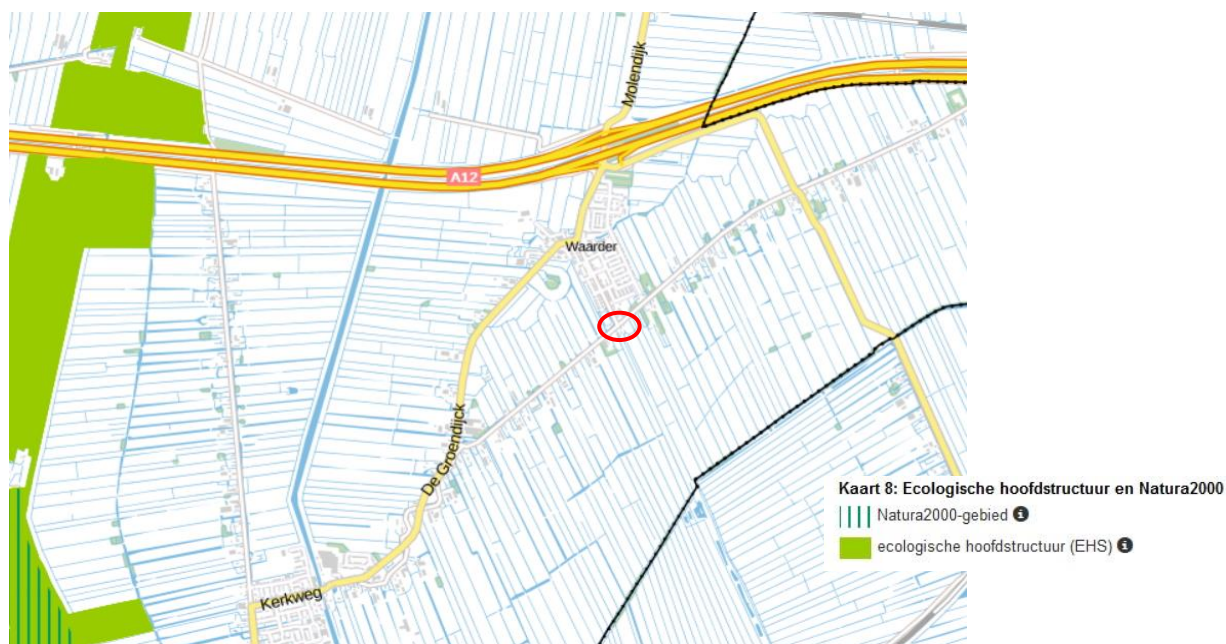 Molendijk
A12
Waarder
De Groendijck
Kerkweg
Kaart 8: Ecologische hoofdstructuur en Natura2000
Natura2000-gebied
ecologische hoofdstructuur (EHS)